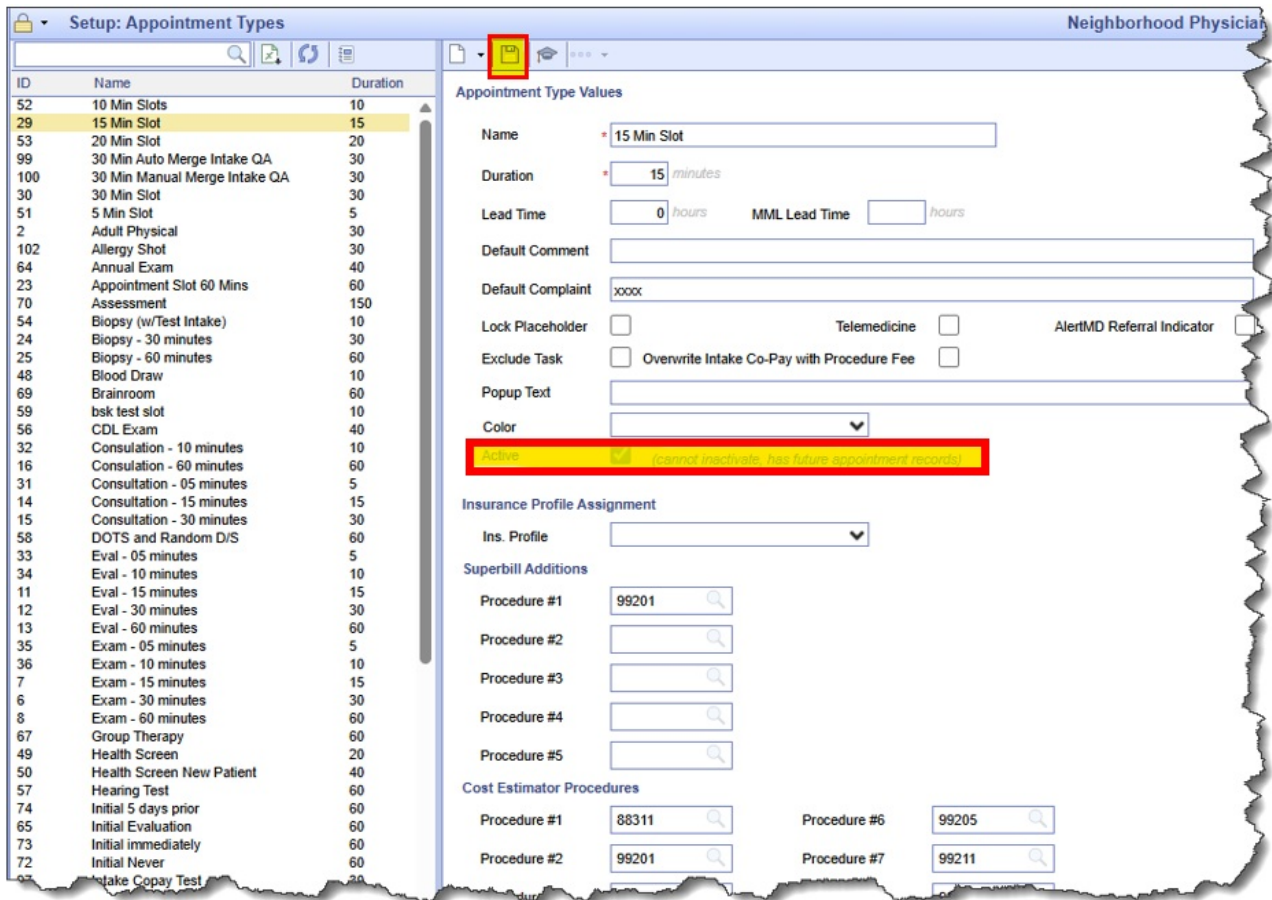 Setup: Appointment Types Neighborhood Physician
ID Name Duration
52 10 Min Slots 10
29 15 Min Slot 15
53 20 Min Slot 20
99 30 Min Auto Merge Intake QA 30
100 30 Min Manual Merge Intake QA 30
30 30 Min Slot 30
51 5 Min Slot 5
2 Adult Physical 30
102 Allergy Shot 30
64 Annual Exam 40
23 Appointment Slot 60 Mins 60
70 Assessment 150
54 Biopsy (w/Test Intake) 10
24 Biopsy - 30 minutes 30
25 Biopsy - 60 minutes 60
48 Blood Draw 10
69 Brainroom 60
59 bsk test slot 10
56 CDL Exam 40
32 Consulation - 10 minutes 10
16 Consulation - 60 minutes 60
31 Consultation - 05 minutes 5
14 Consultation - 15 minutes 15
15 Consultation - 30 minutes 30
58 DOTS and Random D/S 60
33 Eval - 05 minutes 5
34 Eval - 10 minutes 10
11 Eval - 15 minutes 15
12 Eval - 30 minutes 30
13 Eval - 60 minutes 60
35 Exam - 05 minutes 5
36 Exam - 10 minutes 10
7 Exam - 15 minutes 15
6 Exam - 30 minutes 30
8 Exam - 60 minutes 60
67 Group Therapy 60
49 Health Screen 20
50 Health Screen New Patient 40
57 Hearing Test 60
74 Initial 5 days prior 60
65 Initial Evaluation 60
73 Initial immediately 60
72 Initial Never 60
Intake Copay Test
Appointment Type Values
Name * 15 Min Slot
Duration * 15 minutes
Lead Time 0 hours MML Lead Time hours
Default Comment
Default Complaint xxxx
Lock Placeholder Telemedicine AlertMD Referral Indicator
Exclude Task Overwrite Intake Co-Pay with Procedure Fee
Popup Text
Color
Active (cannot inactivate, has future appointment records)
Insurance Profile Assignment
Ins. Profile
Superbill Additions
Procedure #1 99201
Procedure #2
Procedure #3
Procedure #4
Procedure #5
Cost Estimator Procedures
Procedure #1 88311 Procedure #6 99205
Procedure #2 99201 Procedure #7 99211